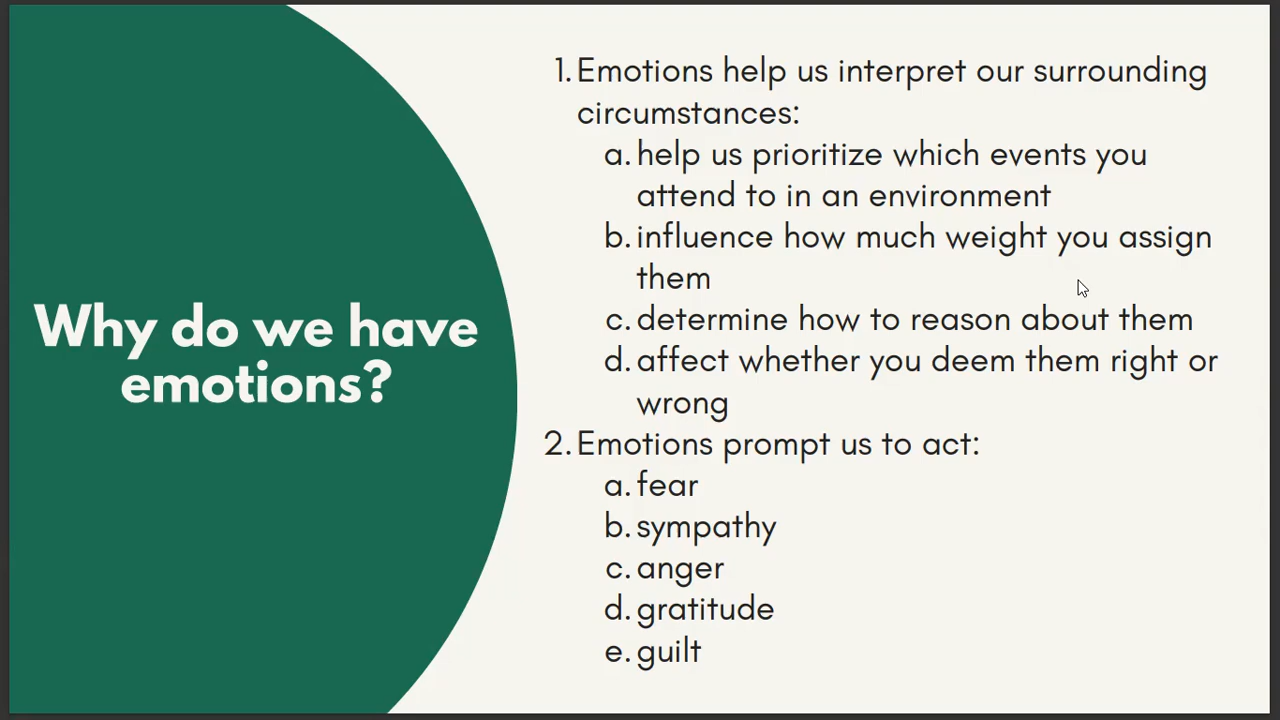 Why do we have
emotions?
1. Emotions help us interpret our surrounding
circumstances:
a. help us prioritize which events you
attend to in an environment
b. influence how much weight you assign
them
c. determine how to reason about them
d. affect whether you deem them right or
wrong
2. Emotions prompt us to act:
a. fear
b. sympathy
c. anger
d. gratitude
e. guilt